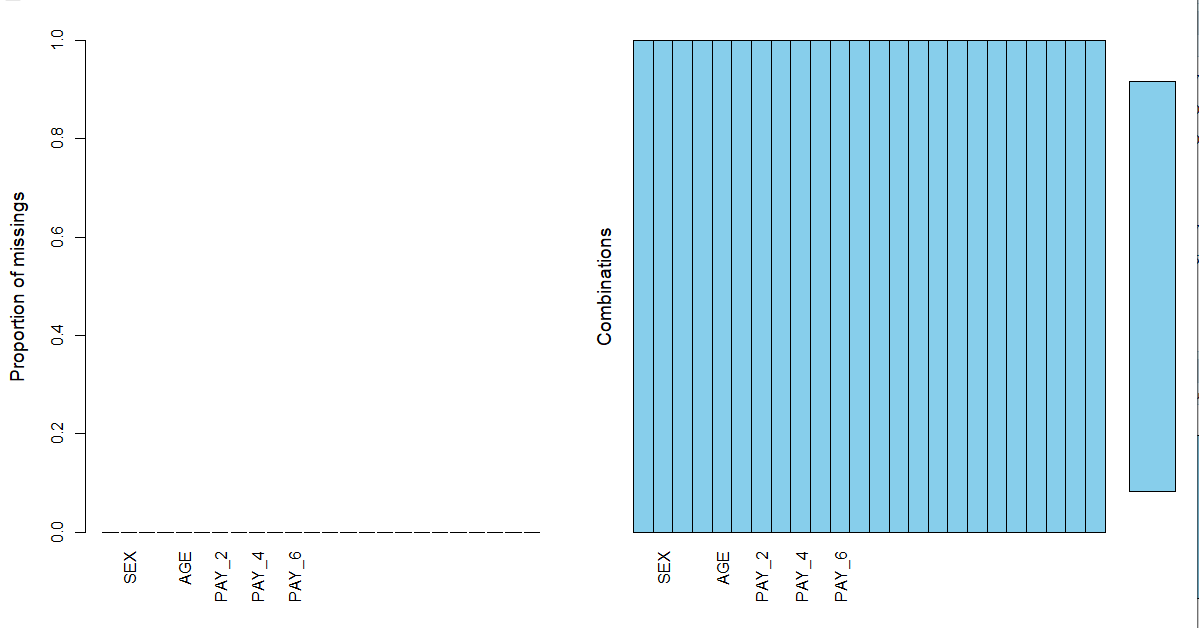 Proportion of missings
1.0
0.8
0.6
0.4
0.2
0.0
SEX
AGE
PAY_2
PAY_4
PAY_6
Combinations
SEX
AGE
PAY_2
PAY_4
PAY_6